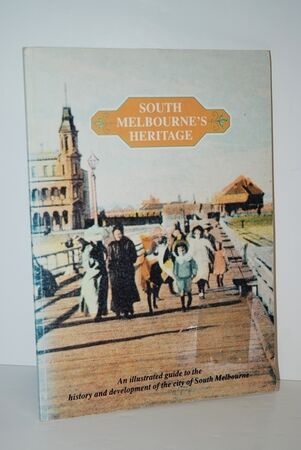 SOUTH
MELBOURNE'S
HERITAGE
An illustrated guide to the
history and development of the city of South Melbourne